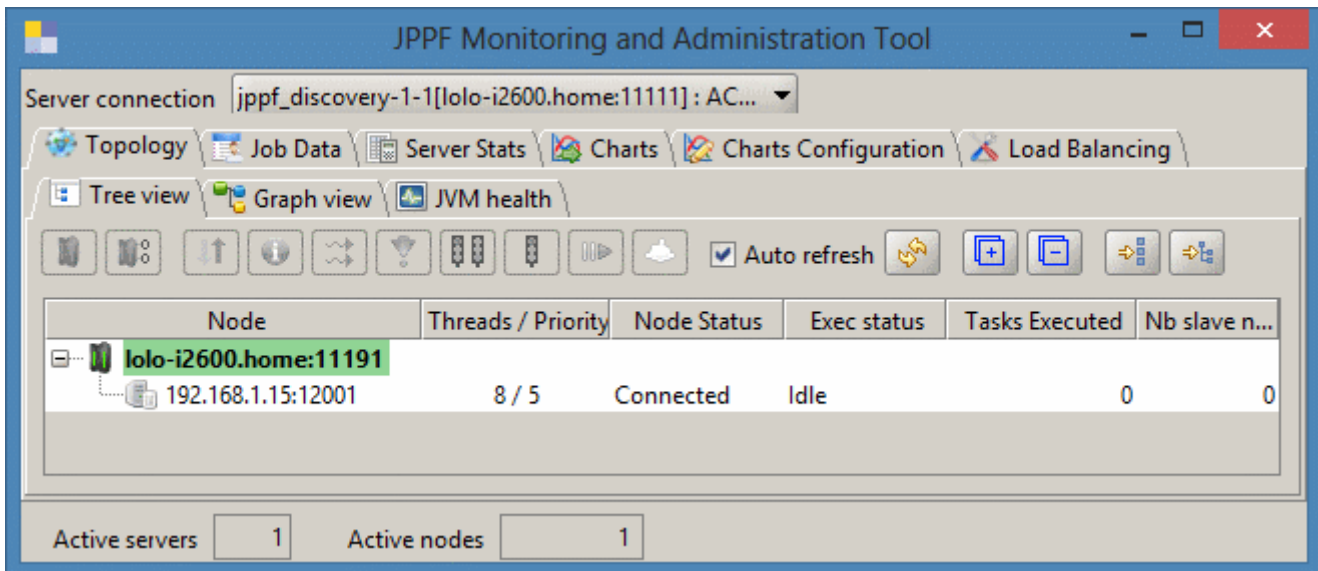 JPPF Monitoring and Administration Tool
Server connection jppf_discovery-1-1[lolo-i2600.home:11111] : AC...
Topology Job Data Server Stats Charts Charts Configuration Load Balancing
Tree view Graph view JVM health
Auto refresh
Node Threads / Priority Node Status Exec status Tasks Executed Nb slave n...
lolo-i2600.home:11191
192.168.1.15:12001 8 / 5 Connected Idle 0 0
Active servers 1 Active nodes 1